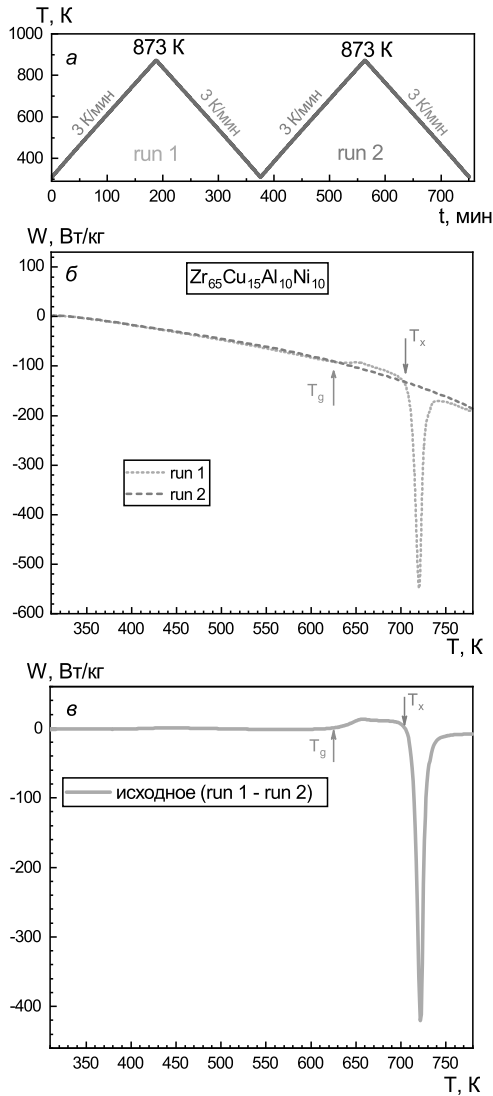 T, К
1000
800
600
400
а
873 К
873 К
3 К/мин
3 К/мин
3 К/мин
3 К/мин
run 1
run 2
0 100 200 300 400 500 600 700
t, мин
W, Вт/кг
б
Zr65Cu15Al10Ni10
100
0
-100
-200
-300
-400
-500
-600
Tx
Tg
run 1
run 2
350 400 450 500 550 600 650 700 750
T, К
W, Вт/кг
в
0
-100
-200
-300
-400
Tx
Tg
исходное (run 1 - run 2)
350 400 450 500 550 600 650 700 750
T, К